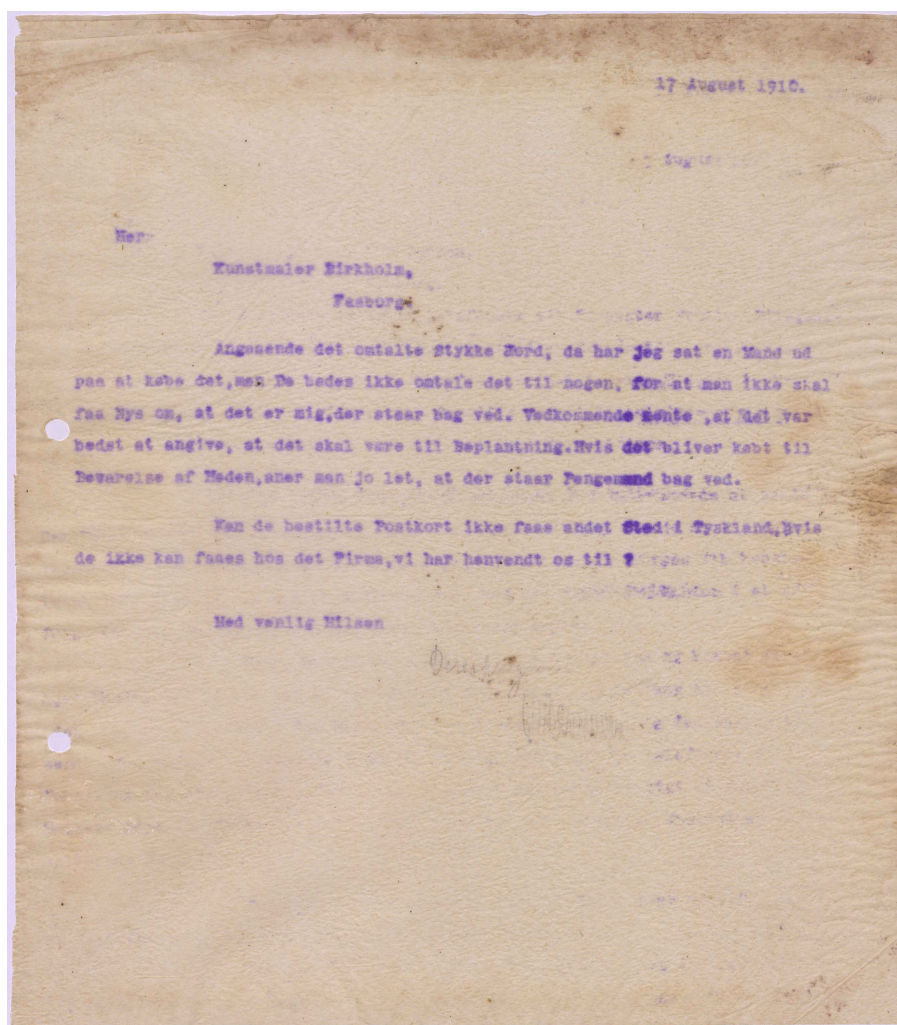 17 August 1910.
Herr
Kunstmaler Birkholm,
Faaborg.
Angaaende det omtalte Stykke Jord, da har jeg sat en Mand ud
paa at købe det,men De bedes ikke omtale det til nogen, for at man ikke skal
faa Nys om, at det er mig,der staar bag ved. Vedkommende mente ,at det var
bedst at angive, at det skal være til Beplantning.Hvis det bliver købt til
Bevarelse af Heden,aner man jo let, at der staar Pengemænd bag ved.
Kan de bestilte Postkort ikke faas andet Sted i Tyskland,hvis
de ikke kan faaes hos det Firma,vi har henvendt os til ?
Med venlig Hilsen